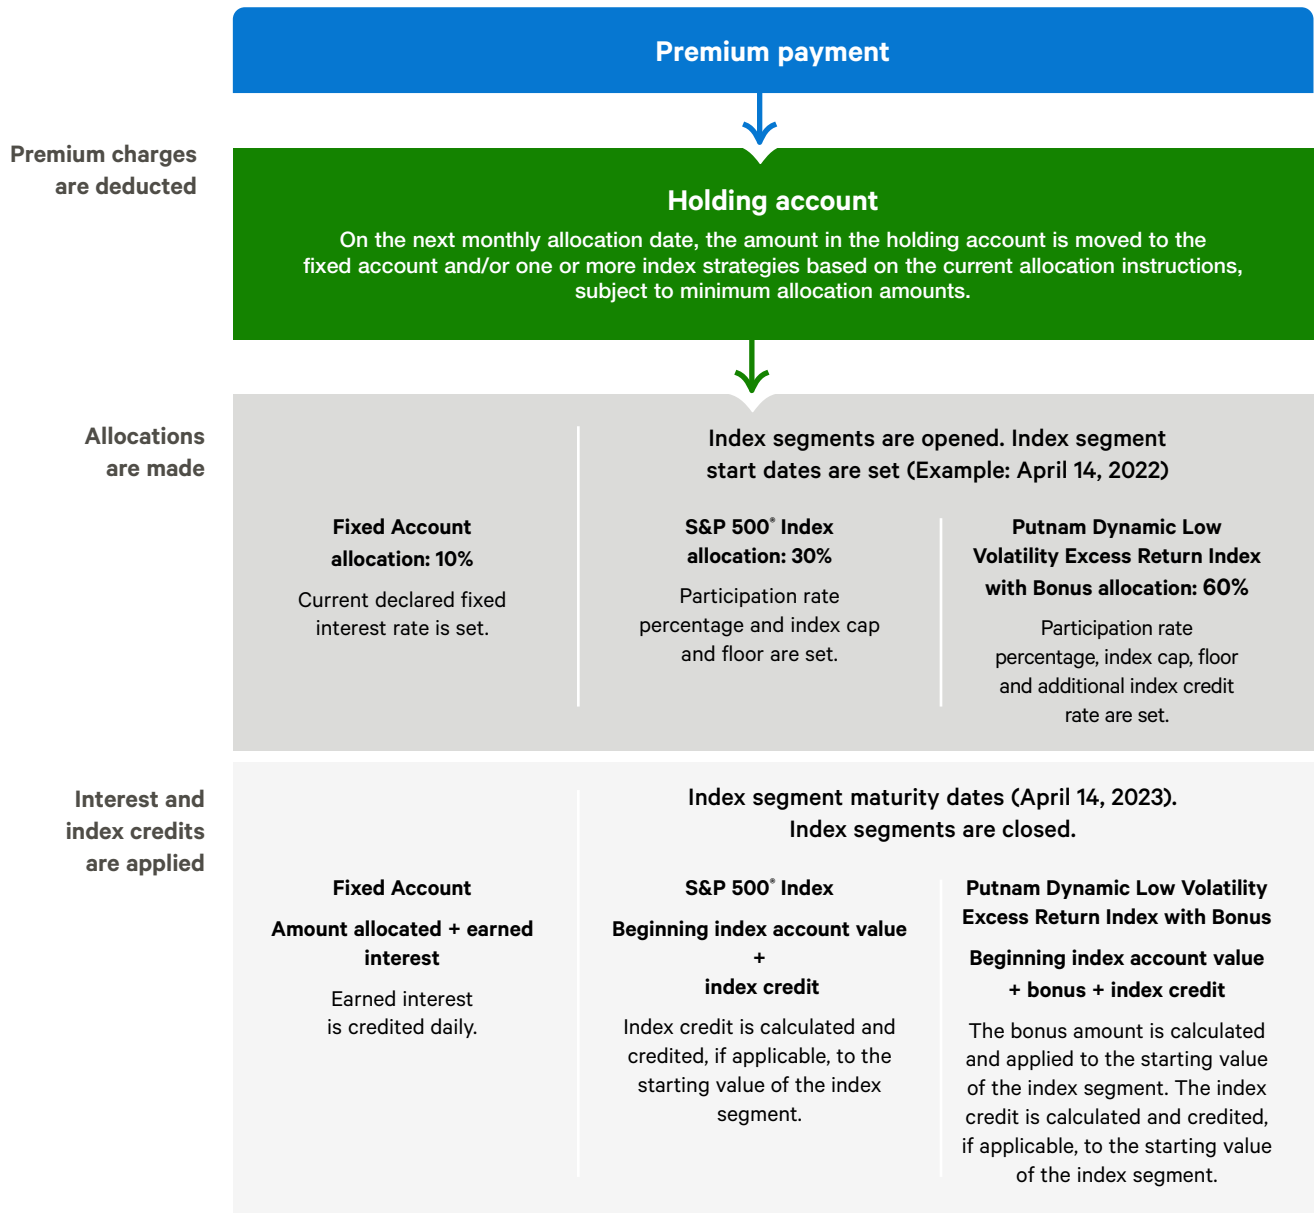 Premium payment
Premium charges
are deducted
Holding account
On the next monthly allocation date, the amount in the holding account is moved to the
fixed account and/or one or more index strategies based on the current allocation instructions,
subject to minimum allocation amounts.
Allocations
are made
Index segments are opened. Index segment
start dates are set (Example: April 14, 2022)
Fixed Account
allocation: 10%
Current declared fixed
interest rate is set.
S&P 500® Index
allocation: 30%
Participation rate
percentage and index cap
and floor are set.
Putnam Dynamic Low
Volatility Excess Return Index
with Bonus allocation: 60%
Participation rate
percentage, index cap, floor
and additional index credit
rate are set.
Interest and
index credits
are applied
Index segment maturity dates (April 14, 2023).
Index segments are closed.
Fixed Account
Amount allocated + earned
interest
Earned interest
is credited daily.
S&P 500® Index
Beginning index account value
+
index credit
Index credit is calculated and
credited, if applicable, to the
starting value of the index
segment.
Putnam Dynamic Low Volatility
Excess Return Index with Bonus
Beginning index account value
+ bonus + index credit
The bonus amount is calculated
and applied to the starting value
of the index segment. The index
credit is calculated and credited,
if applicable, to the starting value
of the index segment.